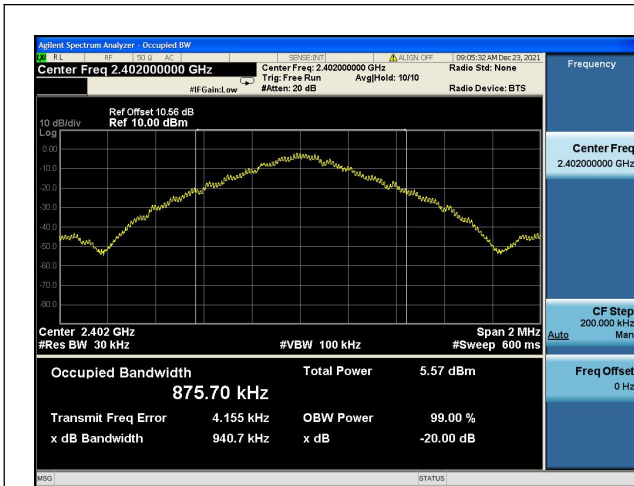 Agilent Spectrum Analyzer - Occupied BW
RL RF 50 Ω AC SENSE:INT ALIGN OFF 09:05:32 AM Dec 23, 2021
Center Freq 2.402000000 GHz
Center Freq: 2.402000000 GHz
Radio Std: None
Trig: Free Run Avg|Hold: 10/10
#IFGain:Low #Atten: 20 dB Radio Device: BTS
Frequency
Ref Offset 10.56 dB
10 dB/div Ref 10.00 dBm
Log
0.00
-10.0
-20.0
-30.0
-40.0
-50.0
-60.0
-70.0
-80.0
Center Freq
2.402000000 GHz
Center 2.402 GHz Span 2 MHz
#Res BW 30 kHz #VBW 100 kHz #Sweep 600 ms
CF Step
200.000 kHz
Auto Man
Occupied Bandwidth Total Power 5.57 dBm
875.70 kHz
Transmit Freq Error 4.155 kHz OBW Power 99.00 %
x dB Bandwidth 940.7 kHz x dB -20.00 dB
Freq Offset
0 Hz
MSG STATUS